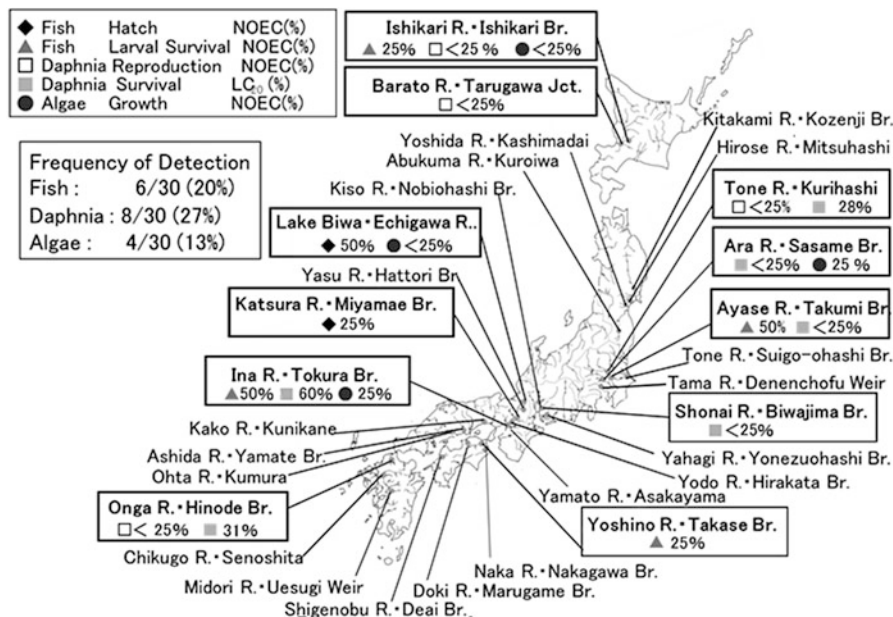 ◆ Fish Hatch NOEC(%)
▲ Fish Larval Survival NOEC(%)
□ Daphnia Reproduction NOEC(%)
■ Daphnia Survival LC20(%)
● Algae Growth NOEC(%)
Frequency of Detection
Fish : 6/30 (20%)
Daphnia : 8/30 (27%)
Algae : 4/30 (13%)
Ishikari R.・Ishikari Br.
▲ 25% □<25% ●<25%
Barato R.・Tarugawa Jct.
□<25%
Kitakami R.・Kozenji Br.
Yoshida R.・Kashimadai
Hirose R.・Mitsuhashi
Abukuma R.・Kuroiwa
Kiso R.・Nobiohashi Br.
Tone R.・Kurihashi
□<25% ■ 28%
Lake Biwa・Echigawa R..
◆ 50% ●<25%
Ara R.・Sasame Br.
■<25% ● 25%
Yasu R.・Hattori Br
Katsura R.・Miyamae Br.
◆ 25%
Ayase R.・Takumi Br.
▲ 50% ■<25%
Tone R.・Suigo-ohashi Br.
Ina R.・Tokura Br.
▲50% ■ 60% ● 25%
Tama R.・Denenchofu Weir
Shonai R.・Biwajima Br.
■<25%
Kako R.・Kunikane
Ashida R.・Yamate Br.
Yahagi R.・Yonezuohashi Br.
Ohta R.・Kumura
Yodo R.・Hirakata Br.
Yamato R.・Asakayama
Onga R.・Hinode Br.
□< 25% ■ 31%
Yoshino R.・Takase Br.
▲ 25%
Chikugo R.・Senoshita
Naka R.・Nakagawa Br.
Midori R.・Uesugi Weir
Doki R.・Marugame Br.
Shigenobu R.・Deai Br.